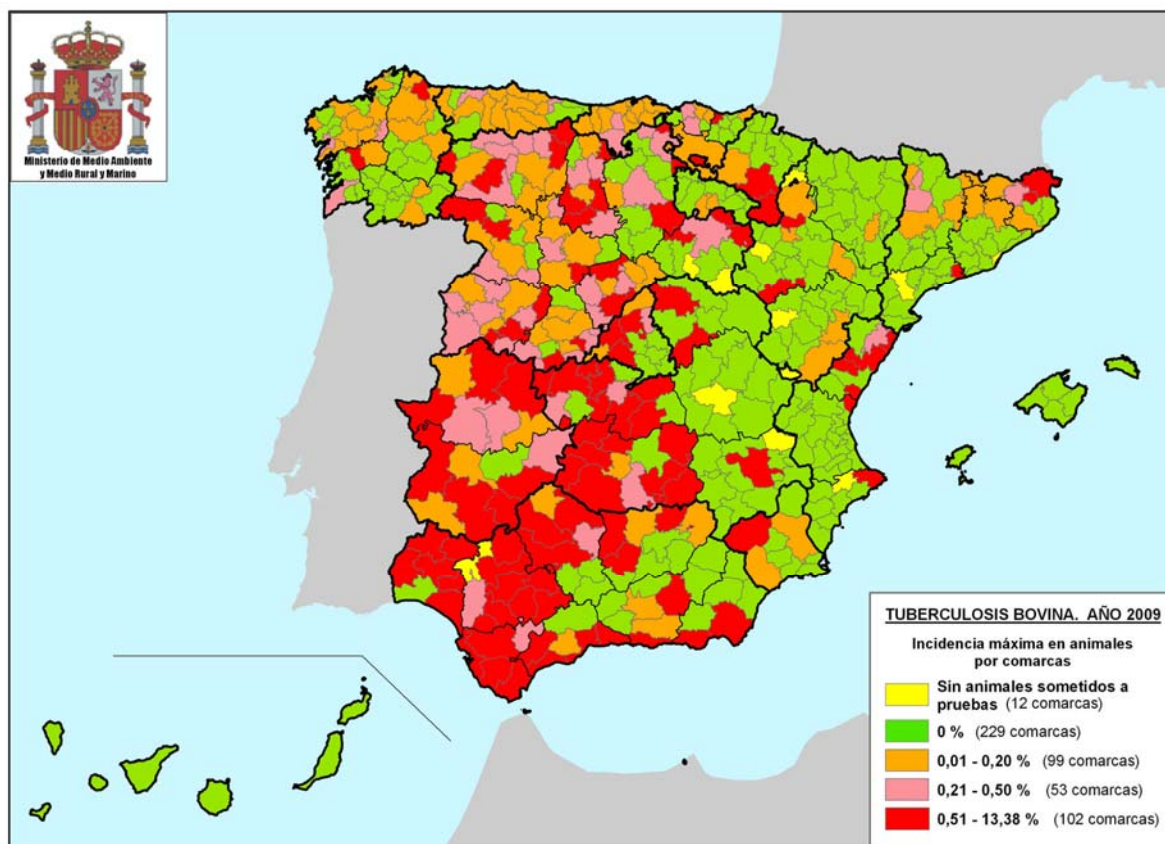 Ministerio de Medio Ambiente
y Medio Rural y Marino
TUBERCULOSIS BOVINA. AÑO 2009
Incidencia máxima en animales
por comarcas
Sin animales sometidos a
pruebas (12 comarcas)
0 % (229 comarcas)
0,01 - 0,20 % (99 comarcas)
0,21 - 0,50 % (53 comarcas)
0,51 - 13,38 % (102 comarcas)